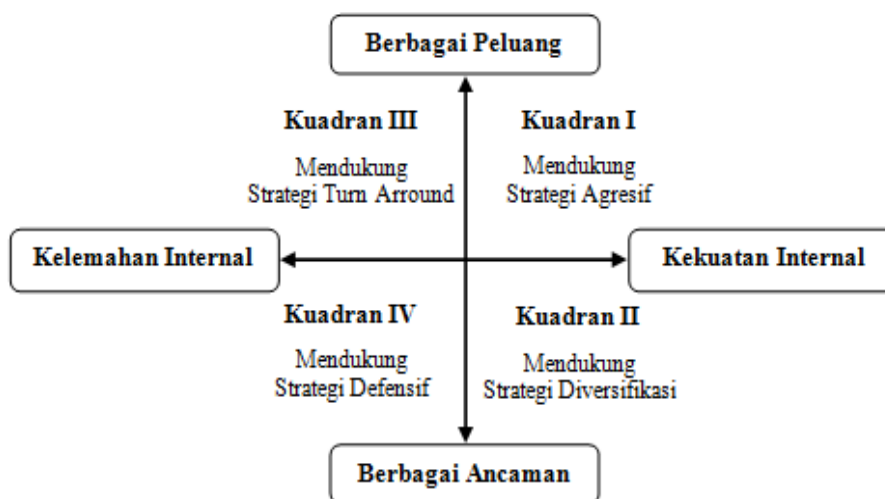 Berbagai Peluang
Kuadran III
Mendukung
Strategi Turn Arround
Kuadran I
Mendukung
Strategi Agresif
Kelemahan Internal
Kekuatan Internal
Kuadran IV
Mendukung
Strategi Defensif
Kuadran II
Mendukung
Strategi Diversifikasi
Berbagai Ancaman